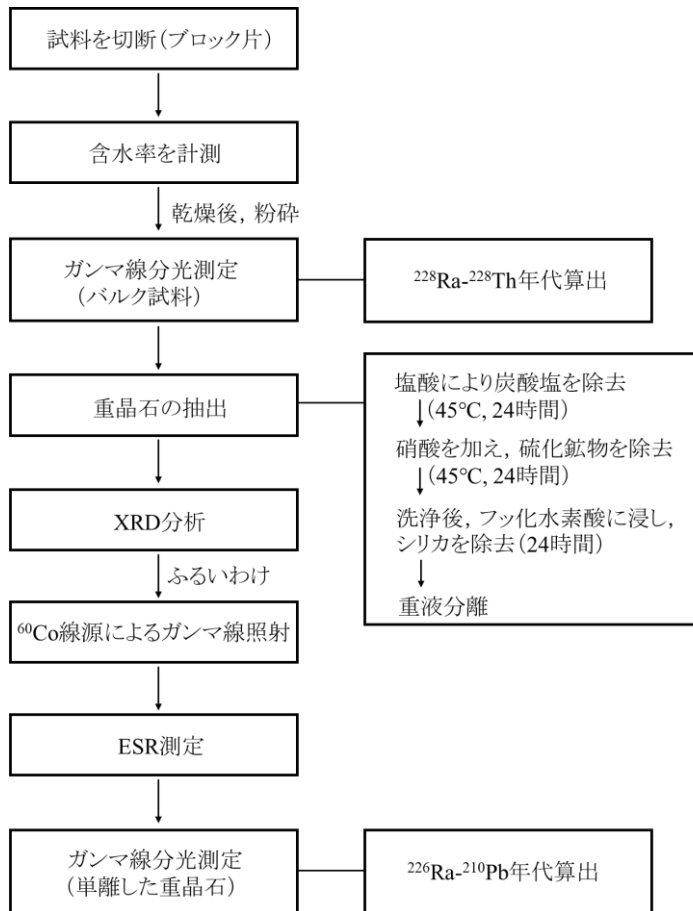 試料を切断(ブロック片)
含水率を計測
乾燥後, 粉砕
ガンマ線分光測定
(バルク試料)
²²⁸Ra-²²⁸Th年代算出
重晶石の抽出
塩酸により炭酸塩を除去
(45℃, 24時間)
硝酸を加え, 硫化鉱物を除去
(45℃, 24時間)
洗浄後, フッ化水素酸に浸し,
シリカを除去(24時間)
重液分離
XRD分析
ふるいわけ
⁶⁰Co線源によるガンマ線照射
ESR測定
ガンマ線分光測定
(単離した重晶石)
²²⁶Ra-²¹⁰Pb年代算出